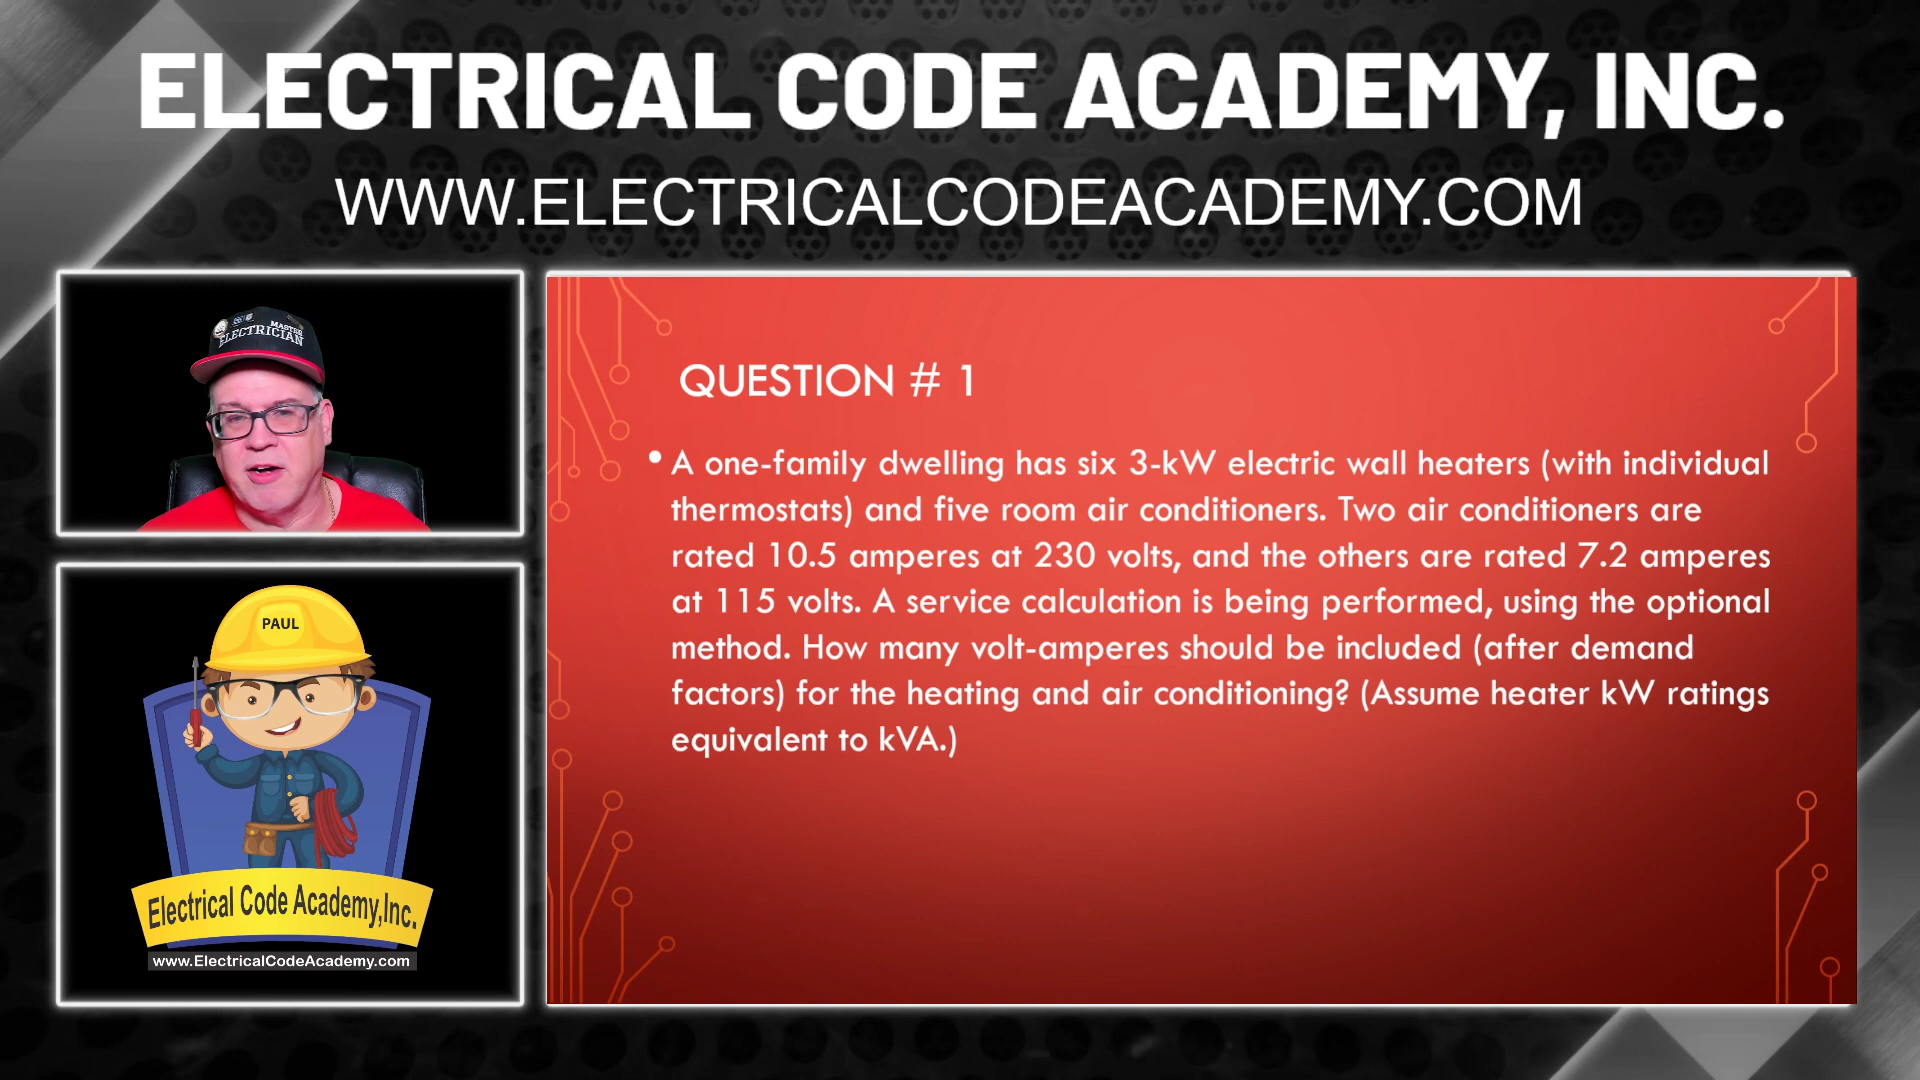 ELECTRICAL CODE ACADEMY, INC.
WWW.ELECTRICALCODEACADEMY.COM
MASTER
ELECTRICIAN
QUESTION # 1
• A one-family dwelling has six 3-kW electric wall heaters (with individual
thermostats) and five room air conditioners. Two air conditioners are
rated 10.5 amperes at 230 volts, and the others are rated 7.2 amperes
at 115 volts. A service calculation is being performed, using the optional
method. How many volt-amperes should be included (after demand
factors) for the heating and air conditioning? (Assume heater kW ratings
equivalent to kVA.)
PAUL
Electrical Code Academy,Inc.
www.ElectricalCodeAcademy.com